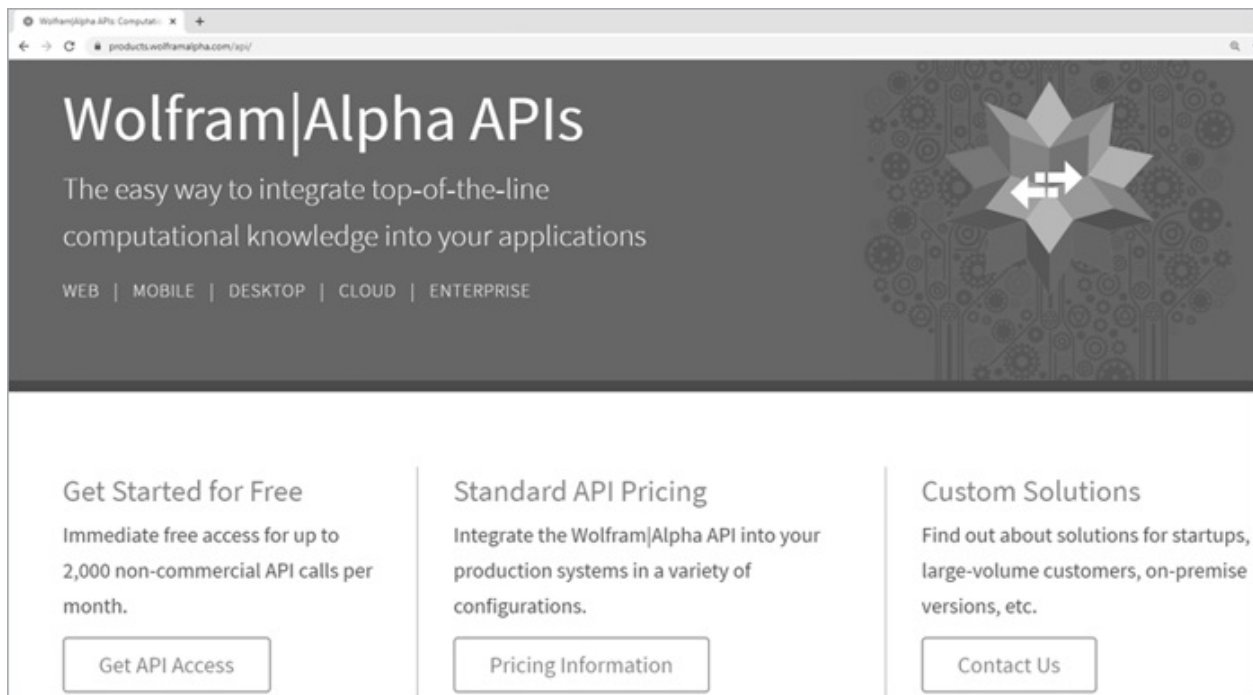 Wolfram|Alpha APIs: Computati
products.wolframalpha.com/api/
Wolfram|Alpha APIs
The easy way to integrate top-of-the-line
computational knowledge into your applications
WEB | MOBILE | DESKTOP | CLOUD | ENTERPRISE
Get Started for Free
Immediate free access for up to
2,000 non-commercial API calls per
month.
Get API Access
Standard API Pricing
Integrate the Wolfram|Alpha API into your
production systems in a variety of
configurations.
Pricing Information
Custom Solutions
Find out about solutions for startups,
large-volume customers, on-premise
versions, etc.
Contact Us